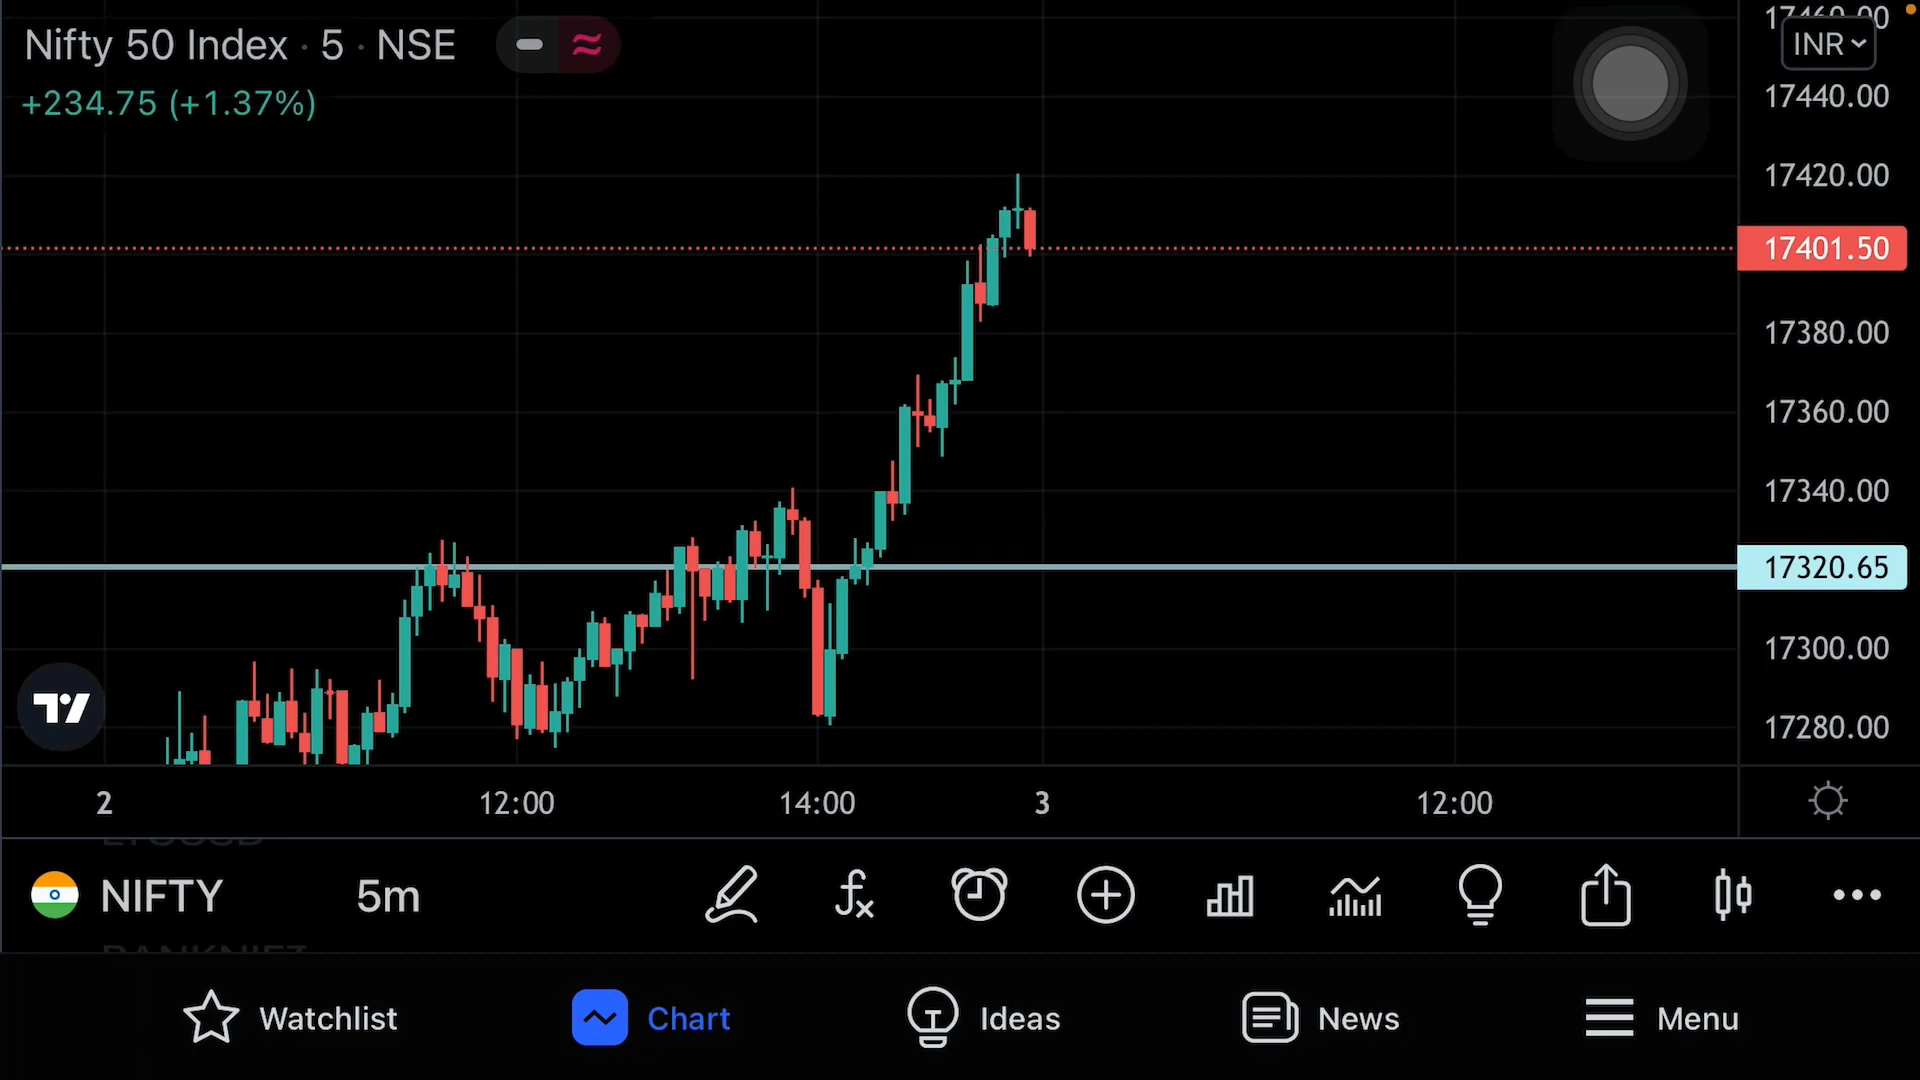 Nifty 50 Index · 5 · NSE
+234.75 (+1.37%)
INR
17440.00
17420.00
17401.50
17380.00
17360.00
17340.00
17320.65
17300.00
17280.00
2 12:00 14:00 3 12:00
NIFTY 5m
Watchlist Chart Ideas News Menu